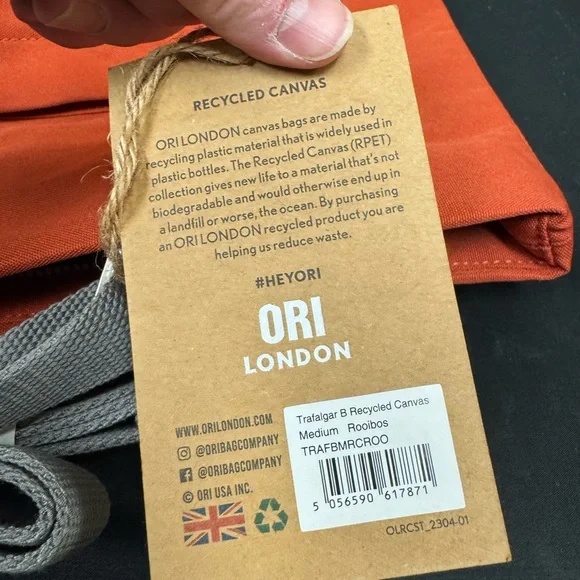 RECYCLED CANVAS
ORI LONDON canvas bags are made by
recycling plastic material that is widely used in
plastic bottles. The Recycled Canvas (RPET)
collection gives new life to a material that's not
biodegradable and would otherwise end up in
a landfill or worse, the ocean. By purchasing
an ORI LONDON recycled product you are
helping us reduce waste.
#HEYORI
ORI
LONDON
WWW.ORILONDON.COM
@ORIBAGCOMPANY
@ORIBAGCOMPANY
© ORI USA INC.
Trafalgar B Recycled Canvas
Medium Rooibos
TRAFBMRCROO
5 056590 617871
OLRCST_2304-01